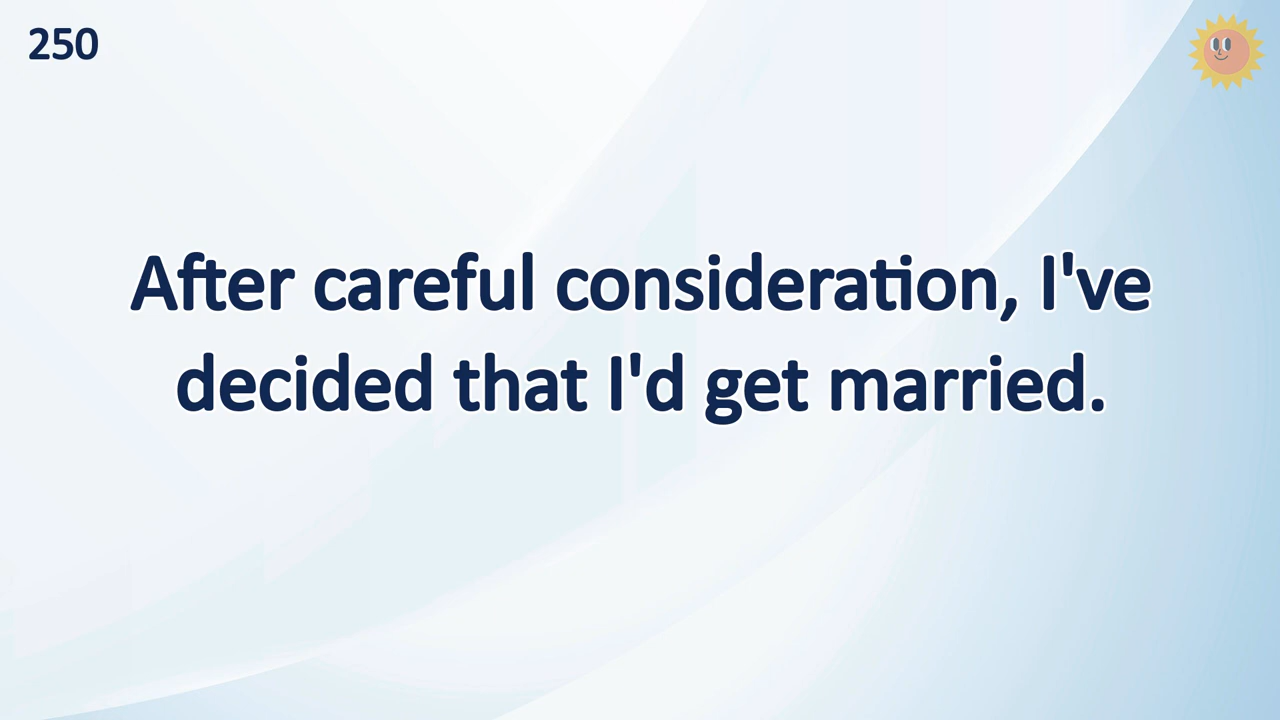 250
After careful consideration, I've
decided that I'd get married.